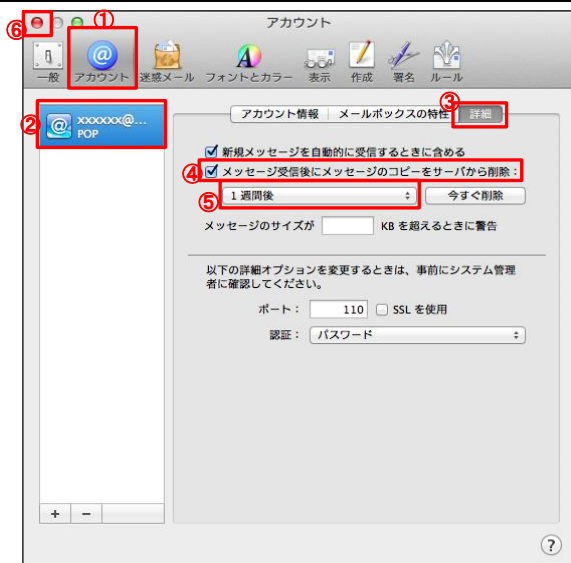 ⑥
①
アカウント
一般 アカウント 迷惑メール フォントとカラー 表示 作成 署名 ルール
②
xxxxxx@...
POP
③
アカウント情報 メールボックスの特性 詳細
新規メッセージを自動的に受信するときに含める
④
メッセージ受信後にメッセージのコピーをサーバから削除：
⑤
1 週間後 今すぐ削除
メッセージのサイズが KB を超えるときに警告
以下の詳細オプションを変更するときは、事前にシステム管理
者に確認してください。
ポート： 110 SSL を使用
認証： パスワード
+ −
?